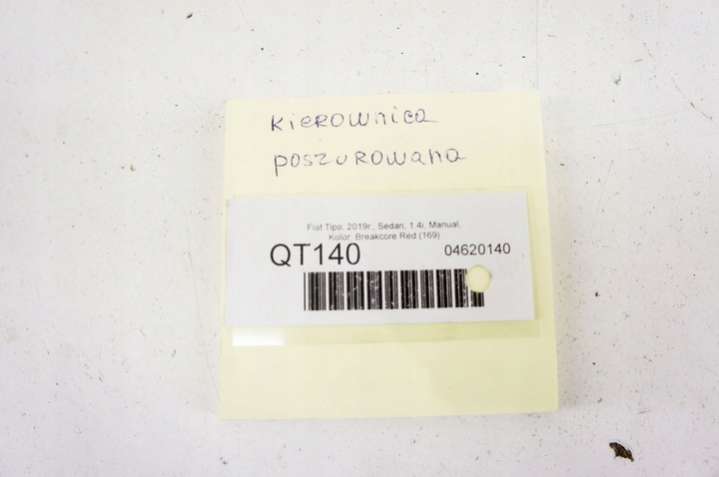 Kierownica
poszurowana
Fiat Tipo, 2019r., Sedan, 1.4i, Manual,
Kolor: Breakcore Red (169)
QT140
04620140